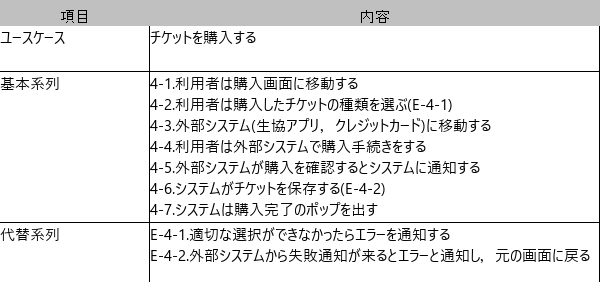 項目 内容
ユースケース チケットを購入する
基本系列 4-1.利用者は購入画面に移動する
4-2.利用者は購入したチケットの種類を選ぶ(E-4-1)
4-3.外部システム(生協アプリ，クレジットカード)に移動する
4-4.利用者は外部システムで購入手続きをする
4-5.外部システムが購入を確認するとシステムに通知する
4-6.システムがチケットを保存する(E-4-2)
4-7.システムは購入完了のポップを出す
代替系列 E-4-1.適切な選択ができなかったらエラーを通知する
E-4-2.外部システムから失敗通知が来るとエラーと通知し，元の画面に戻る